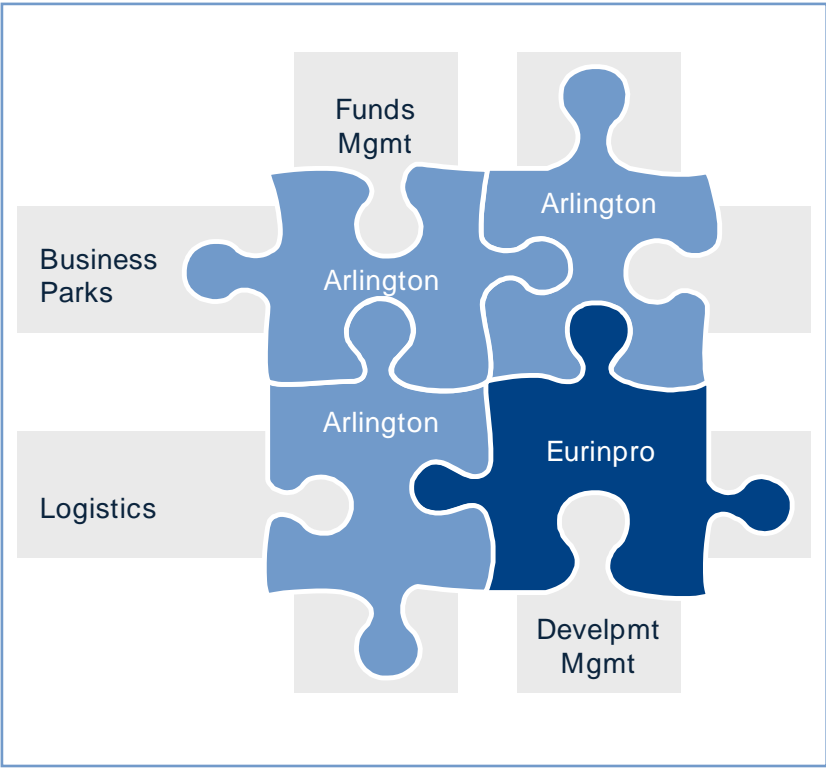 Funds
Mgmt
Arlington
Business
Parks
Arlington
Arlington
Eurinpro
Logistics
Develpmt
Mgmt